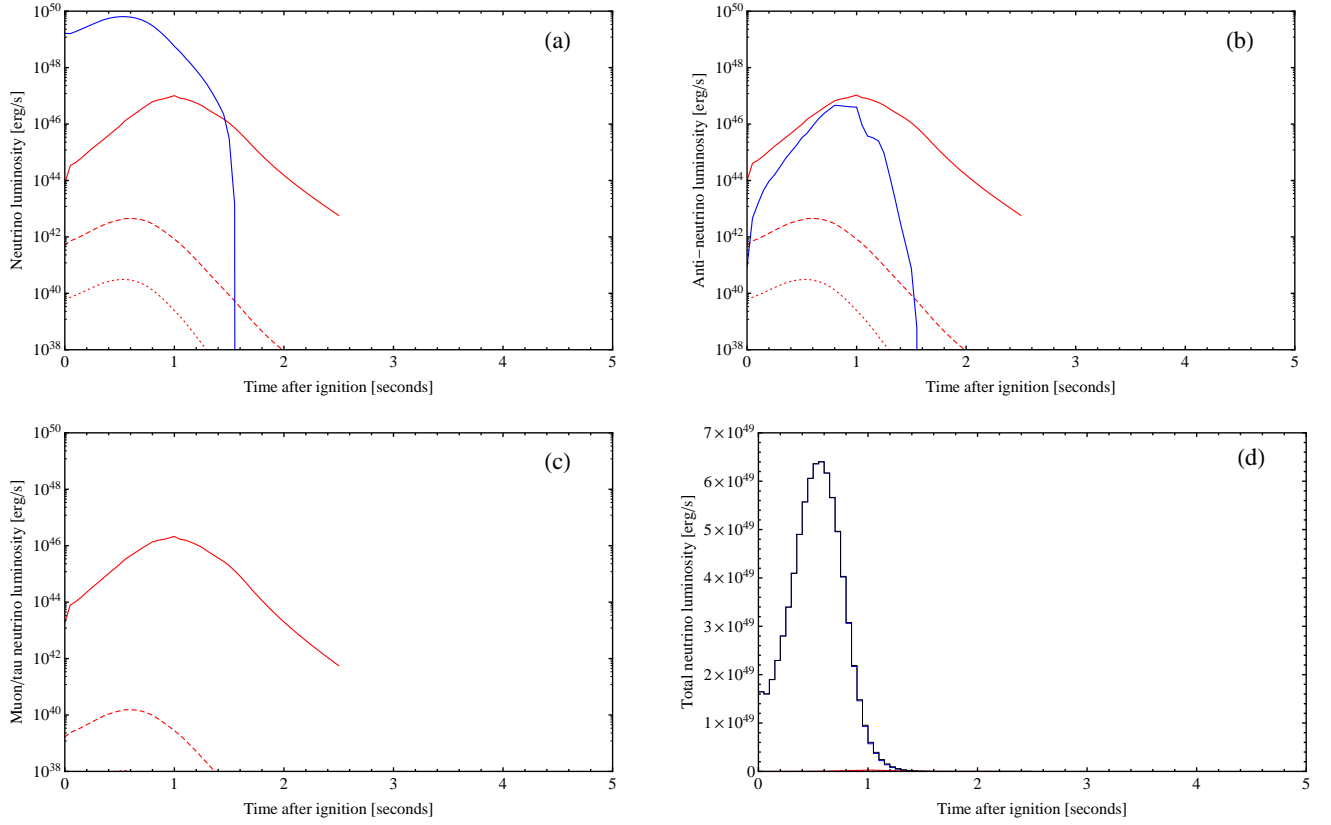 (a)
Neutrino luminosity [erg/s]
10^50
10^48
10^46
10^44
10^42
10^40
10^38
0 1 2 3 4 5
Time after ignition [seconds]
(b)
Anti−neutrino luminosity [erg/s]
10^50
10^48
10^46
10^44
10^42
10^40
10^38
0 1 2 3 4 5
Time after ignition [seconds]
(c)
Muon/tau neutrino luminosity [erg/s]
10^50
10^48
10^46
10^44
10^42
10^40
10^38
0 1 2 3 4 5
Time after ignition [seconds]
(d)
Total neutrino luminosity [erg/s]
7×10^49
6×10^49
5×10^49
4×10^49
3×10^49
2×10^49
1×10^49
0
0 1 2 3 4 5
Time after ignition [seconds]